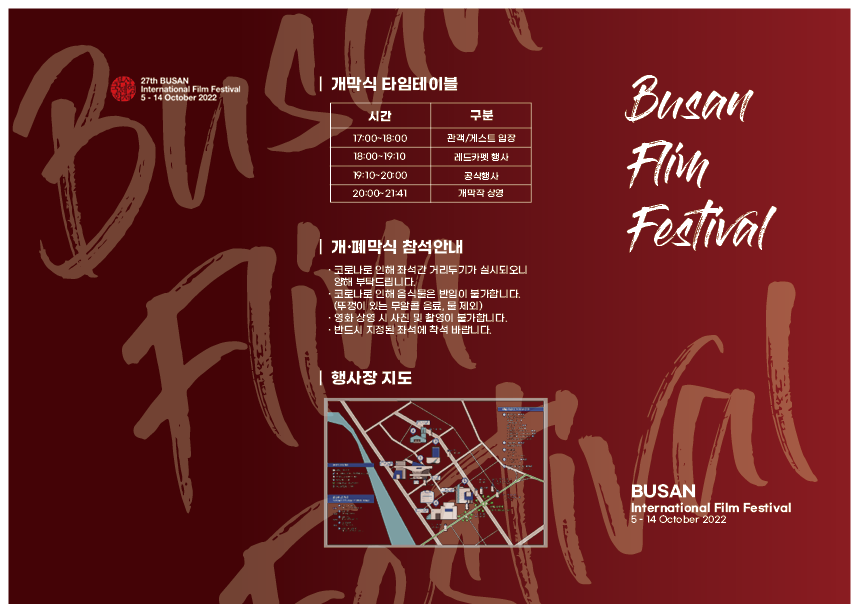 27th BUSAN
International Film Festival
5 - 14 October 2022
개막식 타임테이블
시간 구분
17:00~18:00 관객/게스트 입장
18:00~19:10 레드카펫 행사
19:10~20:00 공식행사
20:00~21:41 개막작 상영
개·폐막식 참석안내
· 코로나로 인해 좌석간 거리두기가 실시되오니
양해 부탁드립니다.
· 코로나로 인해 음식물은 반입이 불가합니다.
(뚜껑이 있는 무알콜 음료, 물 제외)
· 영화 상영 시 사진 및 촬영이 불가합니다.
· 반드시 지정된 좌석에 착석 바랍니다.
행사장 지도
Busan
Flim
Festival
BUSAN
International Film Festival
5 - 14 October 2022
Busan
Flim
Festival